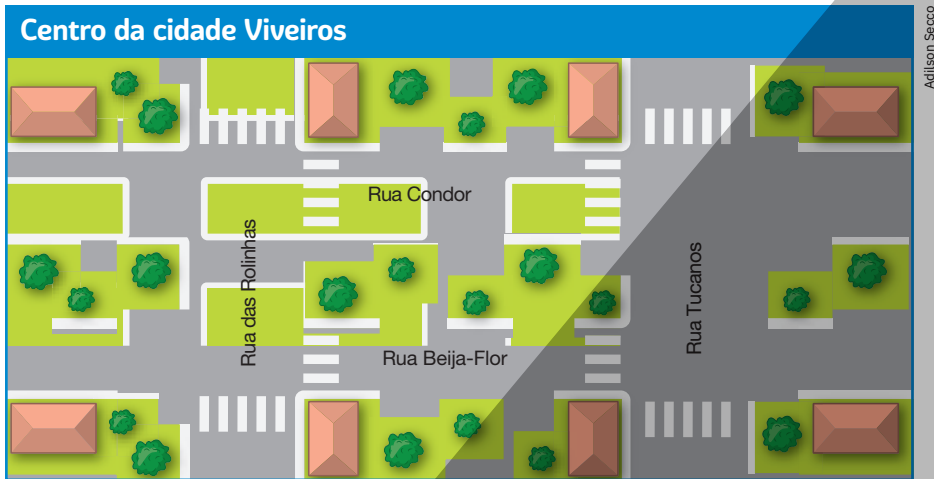 Centro da cidade Viveiros
Adilson Secco
Rua Condor
Rua das Rolinhas
Rua Tucanos
Rua Beija-Flor